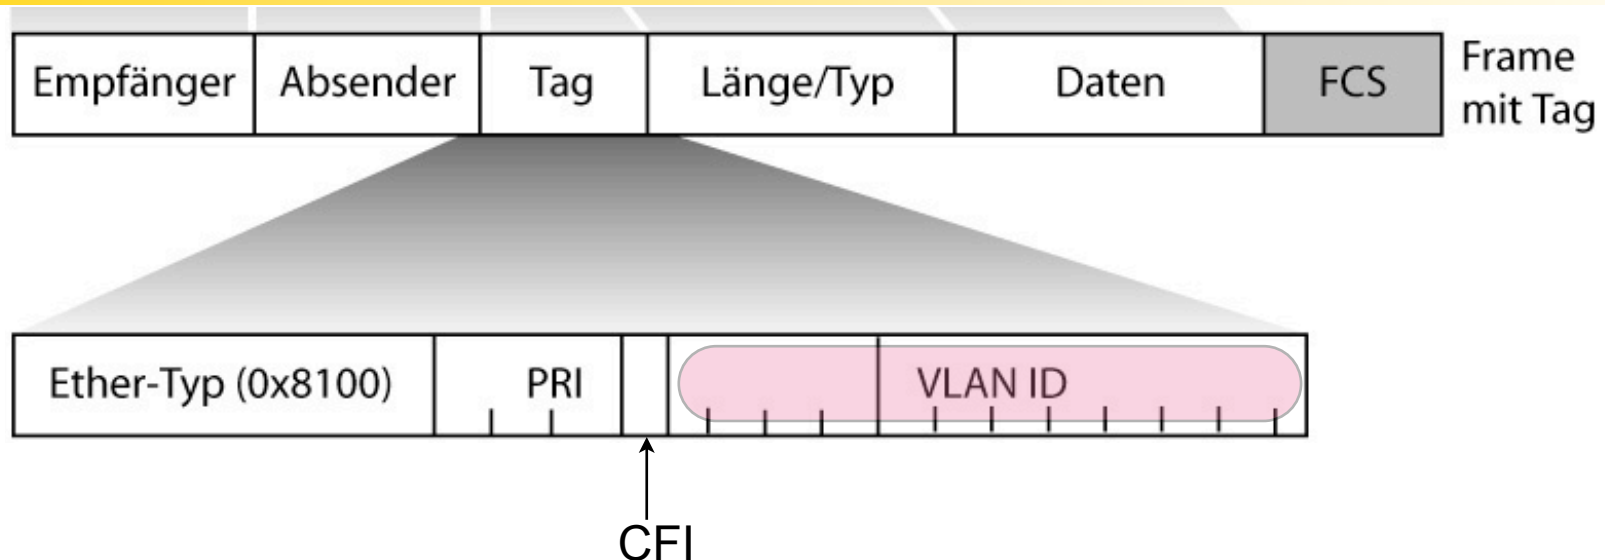 Empfänger Absender Tag Länge/Typ Daten FCS
Frame
mit Tag
Ether-Typ (0x8100) PRI VLAN ID
CFI